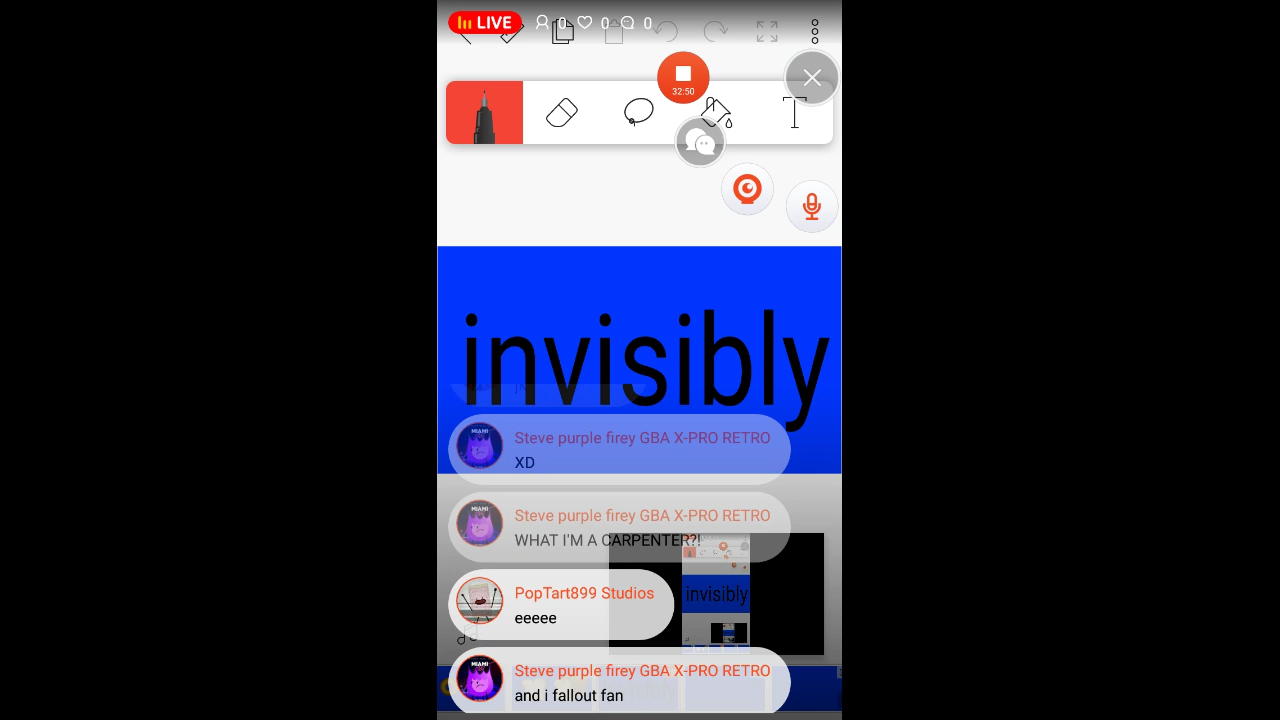 LIVE 0 0 0
32:50
invisibly
Steve purple firey GBA X-PRO RETRO
XD
Steve purple firey GBA X-PRO RETRO
WHAT I'M A CARPENTER?!
invisibly
PopTart899 Studios
eeeee
Steve purple firey GBA X-PRO RETRO
and i fallout fan